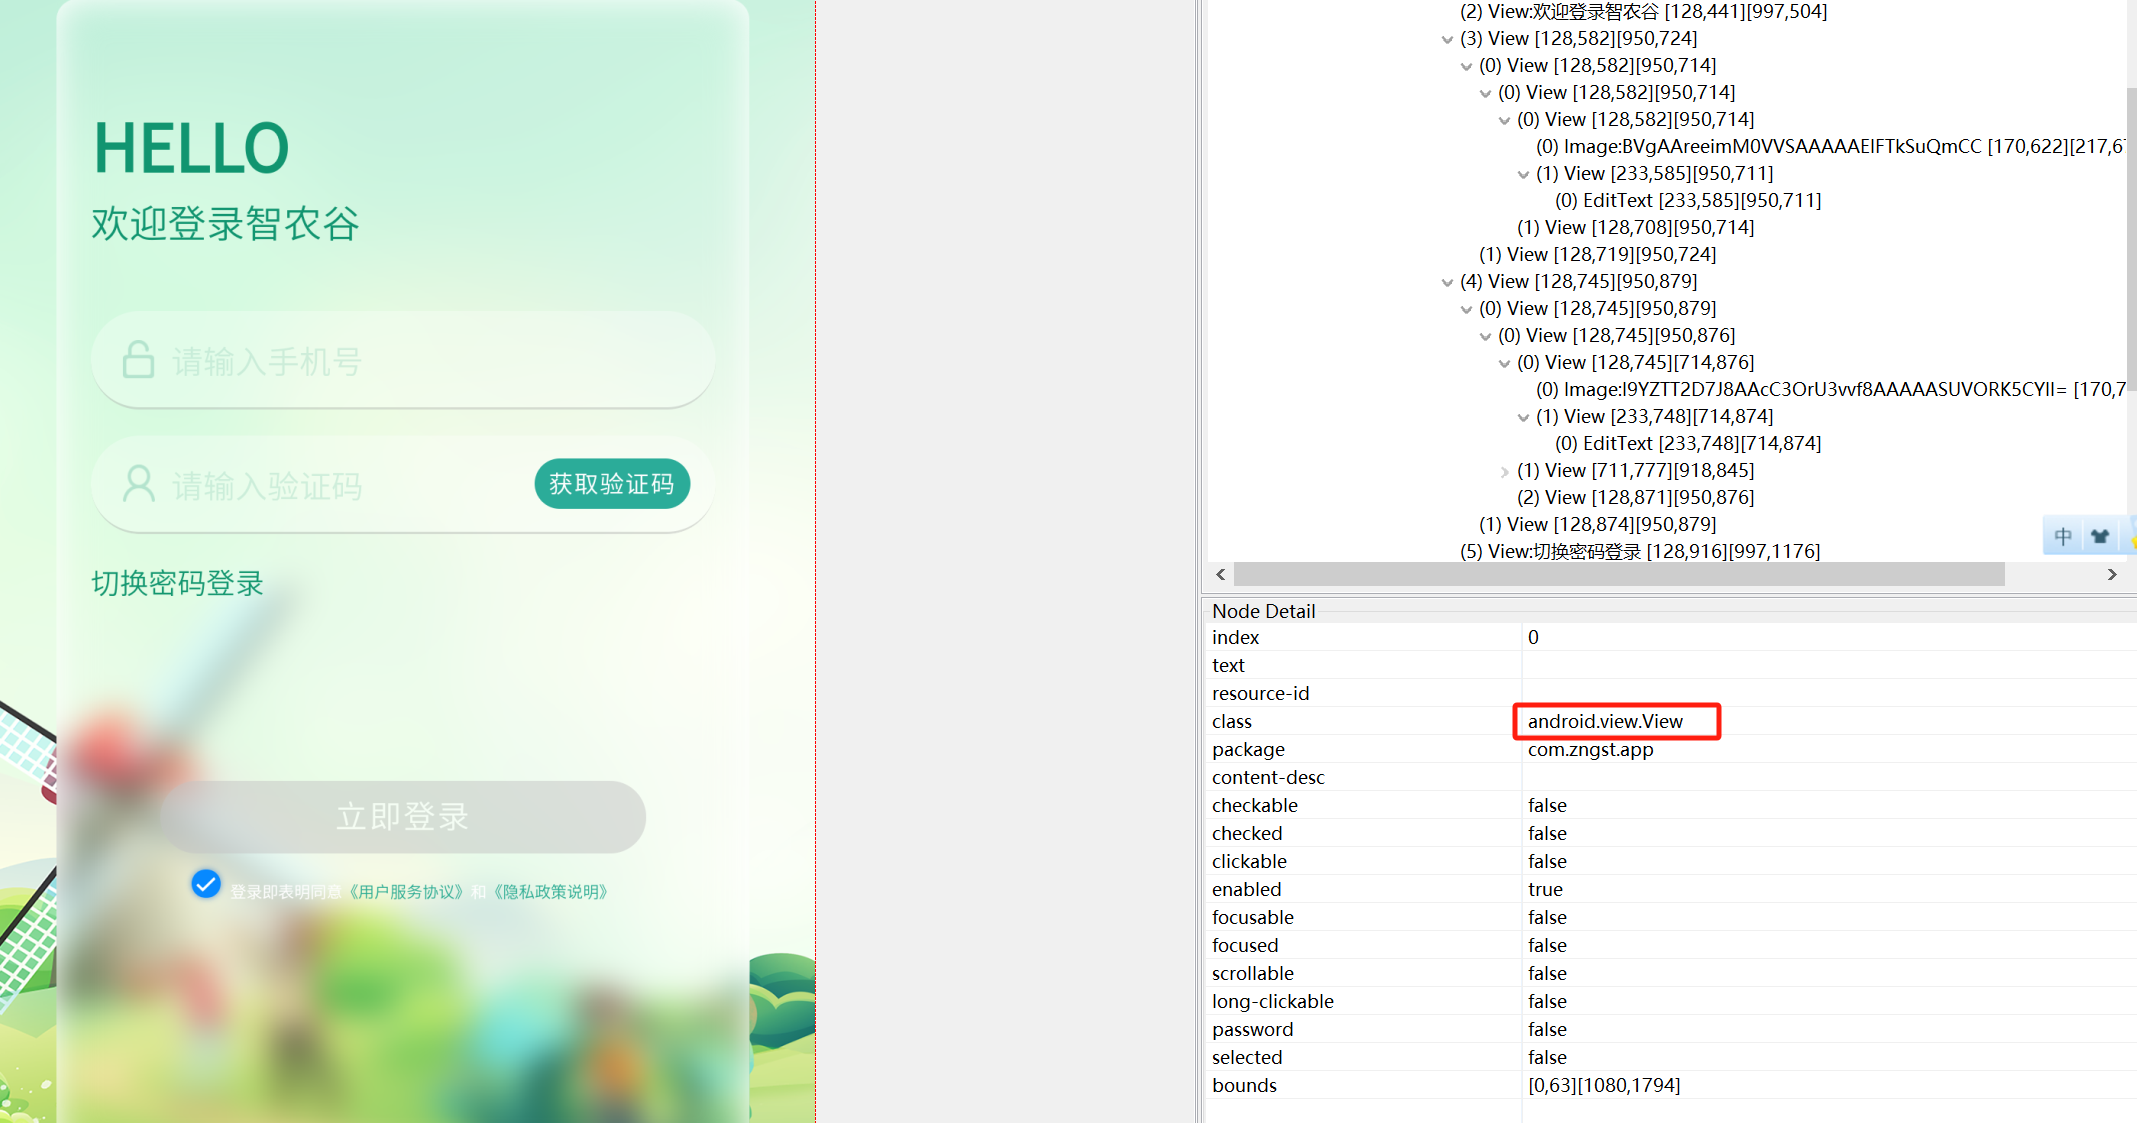 HELLO
欢迎登录智农谷
请输入手机号
请输入验证码
获取验证码
切换密码登录
立即登录
登录即表明同意《用户服务协议》和《隐私政策说明》
(2) View:欢迎登录智农谷 [128,441][997,504]
(3) View [128,582][950,724]
(0) View [128,582][950,714]
(0) View [128,582][950,714]
(0) View [128,582][950,714]
(0) Image:BVgAAreeimM0VVSAAAAAElFTkSuQmCC [170,622][217,67
(1) View [233,585][950,711]
(0) EditText [233,585][950,711]
(1) View [128,708][950,714]
(1) View [128,719][950,724]
(4) View [128,745][950,879]
(0) View [128,745][950,879]
(0) View [128,745][950,876]
(0) View [128,745][714,876]
(0) Image:I9YZTT2D7J8AAcC3OrU3vvf8AAAAASUVORK5CYII= [170,7
(1) View [233,748][714,874]
(0) EditText [233,748][714,874]
(1) View [711,777][918,845]
(2) View [128,871][950,876]
(1) View [128,874][950,879]
(5) View:切换密码登录 [128,916][997,1176]
中
Node Detail
index 0
text
resource-id
class android.view.View
package com.zngst.app
content-desc
checkable false
checked false
clickable false
enabled true
focusable false
focused false
scrollable false
long-clickable false
password false
selected false
bounds [0,63][1080,1794]